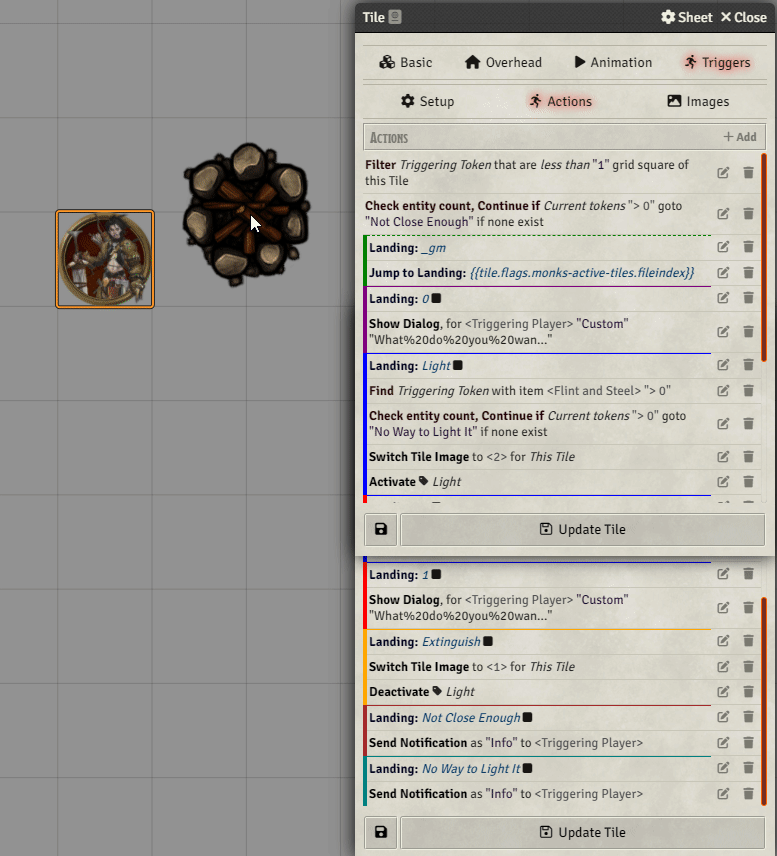 Tile Sheet Close
Basic Overhead Animation Triggers
Setup Actions Images
ACTIONS + Add
Filter Triggering Token that are less than "1" grid square of
this Tile
Check entity count, Continue if Current tokens "> 0" goto
"Not Close Enough" if none exist
Landing: _gm
Jump to Landing: {{tile.flags.monks-active-tiles.fileindex}}
Landing: 0
Show Dialog, for <Triggering Player> "Custom"
"What%20do%20you%20wan..."
Landing: Light
Find Triggering Token with item <Flint and Steel> "> 0"
Check entity count, Continue if Current tokens "> 0" goto
"No Way to Light It" if none exist
Switch Tile Image to <2> for This Tile
Activate Light
Update Tile
Landing: 1
Show Dialog, for <Triggering Player> "Custom"
"What%20do%20you%20wan..."
Landing: Extinguish
Switch Tile Image to <1> for This Tile
Deactivate Light
Landing: Not Close Enough
Send Notification as "Info" to <Triggering Player>
Landing: No Way to Light It
Send Notification as "Info" to <Triggering Player>
Update Tile